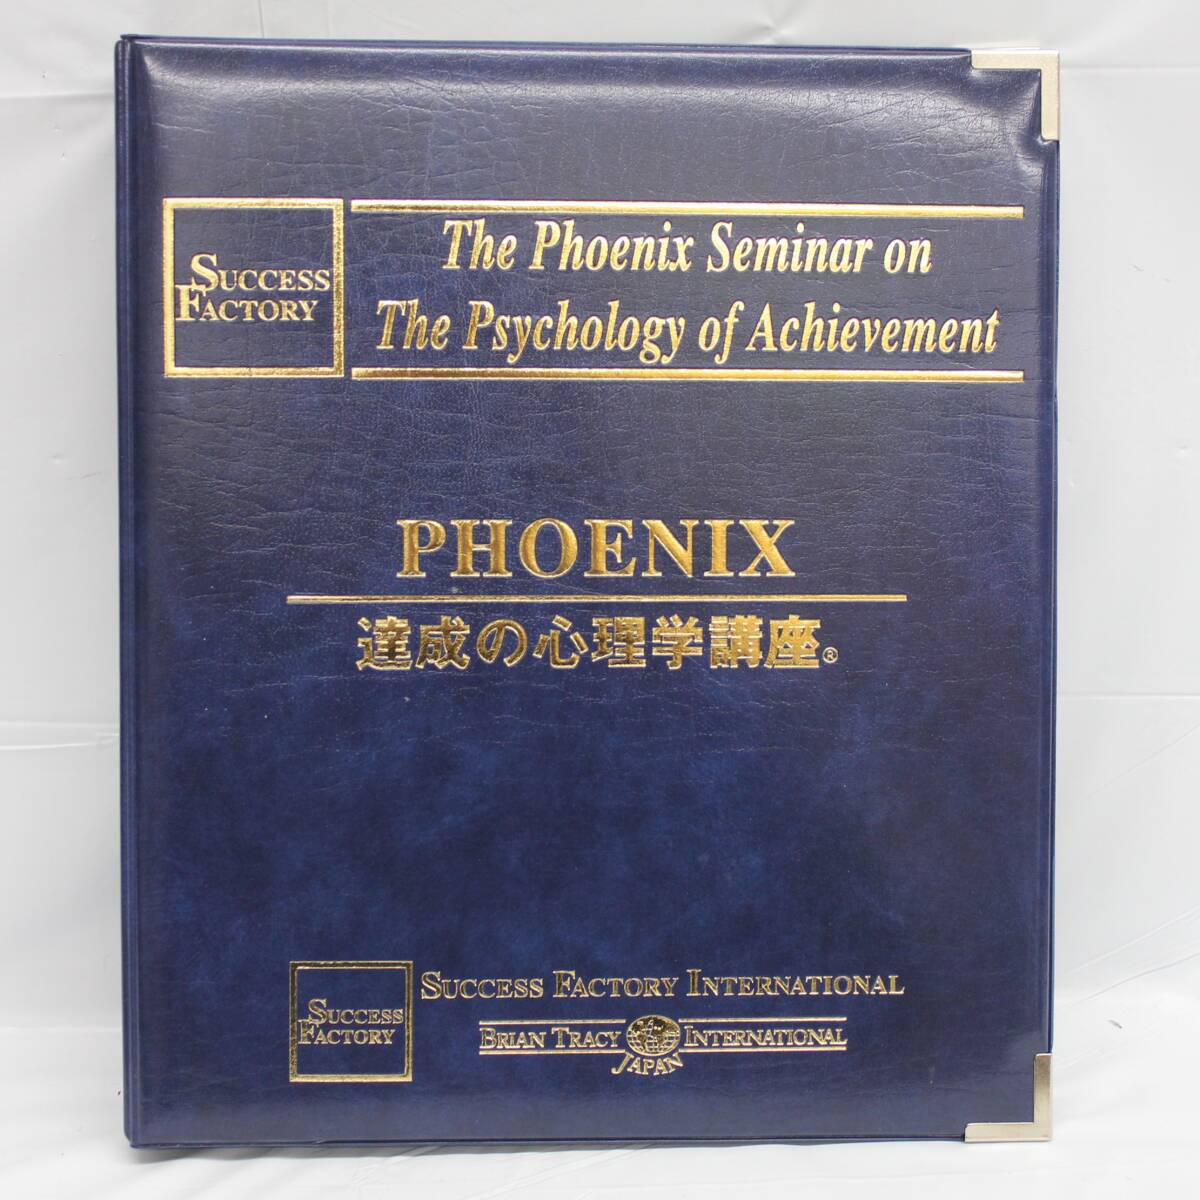 SUCCESS
FACTORY
The Phoenix Seminar on
The Psychology of Achievement
PHOENIX
達成の心理学講座®
SUCCESS
FACTORY
SUCCESS FACTORY INTERNATIONAL
BRIAN TRACY INTERNATIONAL
JAPAN